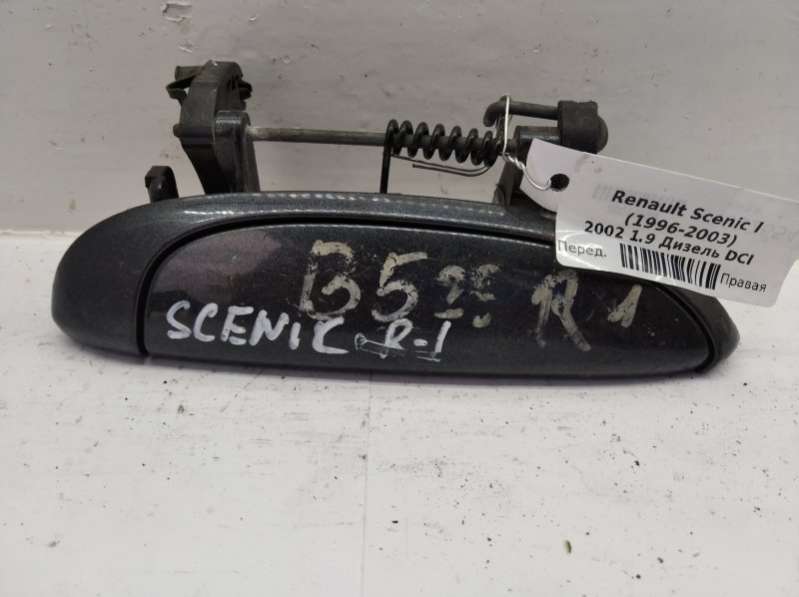 Renault Scenic I
(1996-2003)
2002 1.9 Дизель DCI
Перед.
Правая
B5 R1
SCENIC R-1